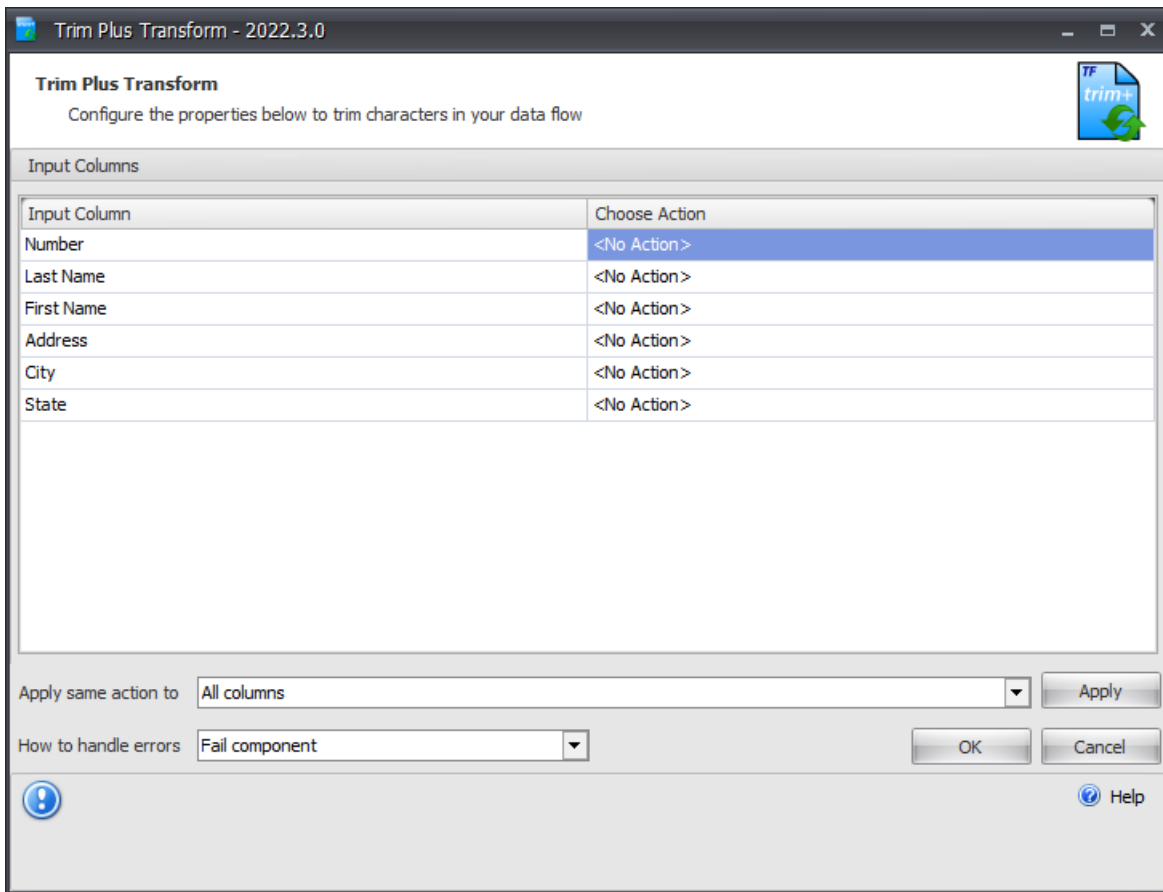 Trim Plus Transform - 2022.3.0
Trim Plus Transform
Configure the properties below to trim characters in your data flow
TF
trim+
Input Columns
Input Column Choose Action
Number <No Action>
Last Name <No Action>
First Name <No Action>
Address <No Action>
City <No Action>
State <No Action>
Apply same action to All columns Apply
How to handle errors Fail component OK Cancel
Help